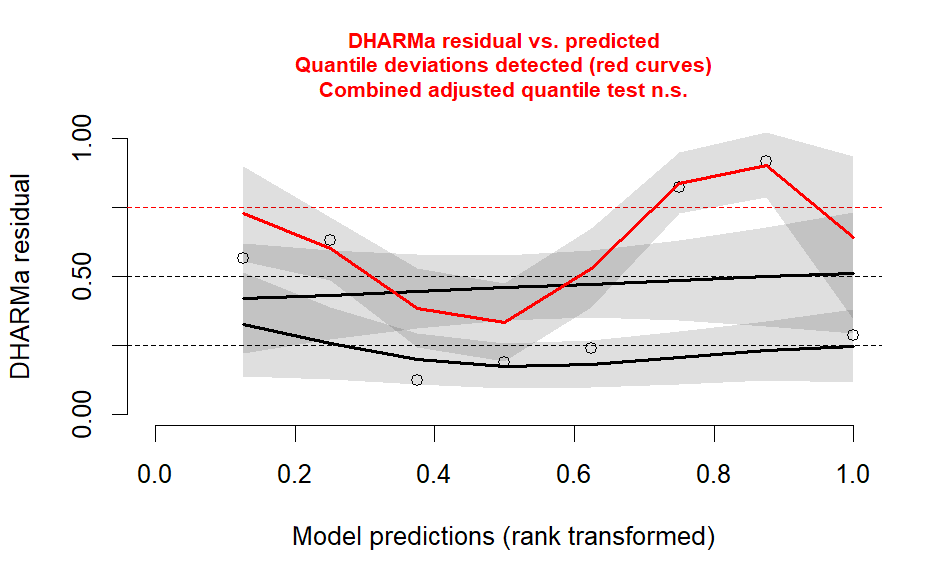 DHARMa residual vs. predicted
Quantile deviations detected (red curves)
Combined adjusted quantile test n.s.
DHARMa residual
1.00
0.50
0.00
0.0 0.2 0.4 0.6 0.8 1.0
Model predictions (rank transformed)